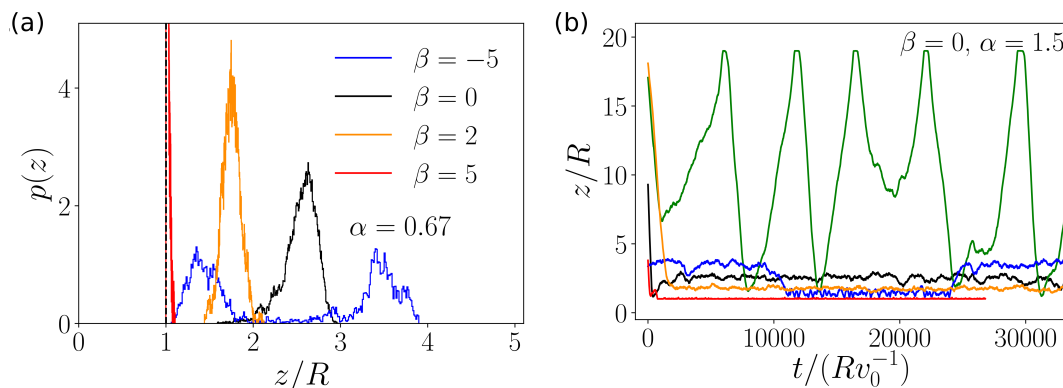 (a)
p(z)
4
2
0
β = −5
β = 0
β = 2
β = 5
α = 0.67
0 1 2 3 4 5
z/R
(b)
z/R
20
15
10
5
0
β = 0, α = 1.5
0 10000 20000 30000
t/(Rv₀⁻¹)